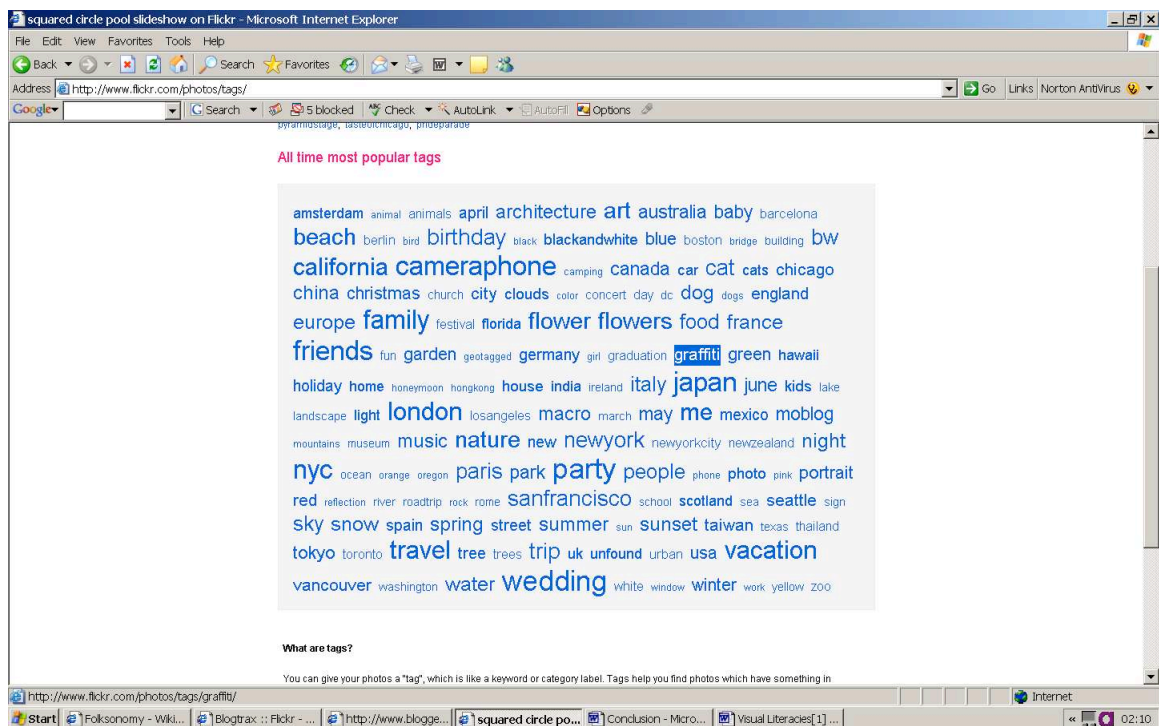 squared circle pool slideshow on Flickr - Microsoft Internet Explorer
File Edit View Favorites Tools Help
Back Search Favorites
Address http://www.flickr.com/photos/tags/ Go Links Norton AntiVirus
Google Search 5 blocked Check AutoLink AutoFill Options
pyramidstage, tasteofchicago, prideparade
All time most popular tags
amsterdam animal animals april architecture art australia baby barcelona
beach berlin bird birthday black blackandwhite blue boston bridge building bw
california cameraphone camping canada car cat cats chicago
china christmas church city clouds color concert day dc dog dogs england
europe family festival florida flower flowers food france
friends fun garden geotagged germany girl graduation graffiti green hawaii
holiday home honeymoon hongkong house india ireland italy japan june kids lake
landscape light london losangeles macro march may me mexico moblog
mountains museum music nature new newyork newyorkcity newzealand night
nyc ocean orange oregon paris park party people phone photo pink portrait
red reflection river roadtrip rock rome sanfrancisco school scotland sea seattle sign
sky snow spain spring street summer sun sunset taiwan texas thailand
tokyo toronto travel tree trees trip uk unfound urban usa vacation
vancouver washington water wedding white window winter work yellow zoo
What are tags?
You can give your photos a "tag", which is like a keyword or category label. Tags help you find photos which have something in
http://www.flickr.com/photos/tags/graffiti/ Internet
Start Folksonomy - Wiki... Blogtrax :: Flickr - ... http://www.blogge... squared circle po... Conclusion - Micro... Visual Literacies[1] ... 02:10